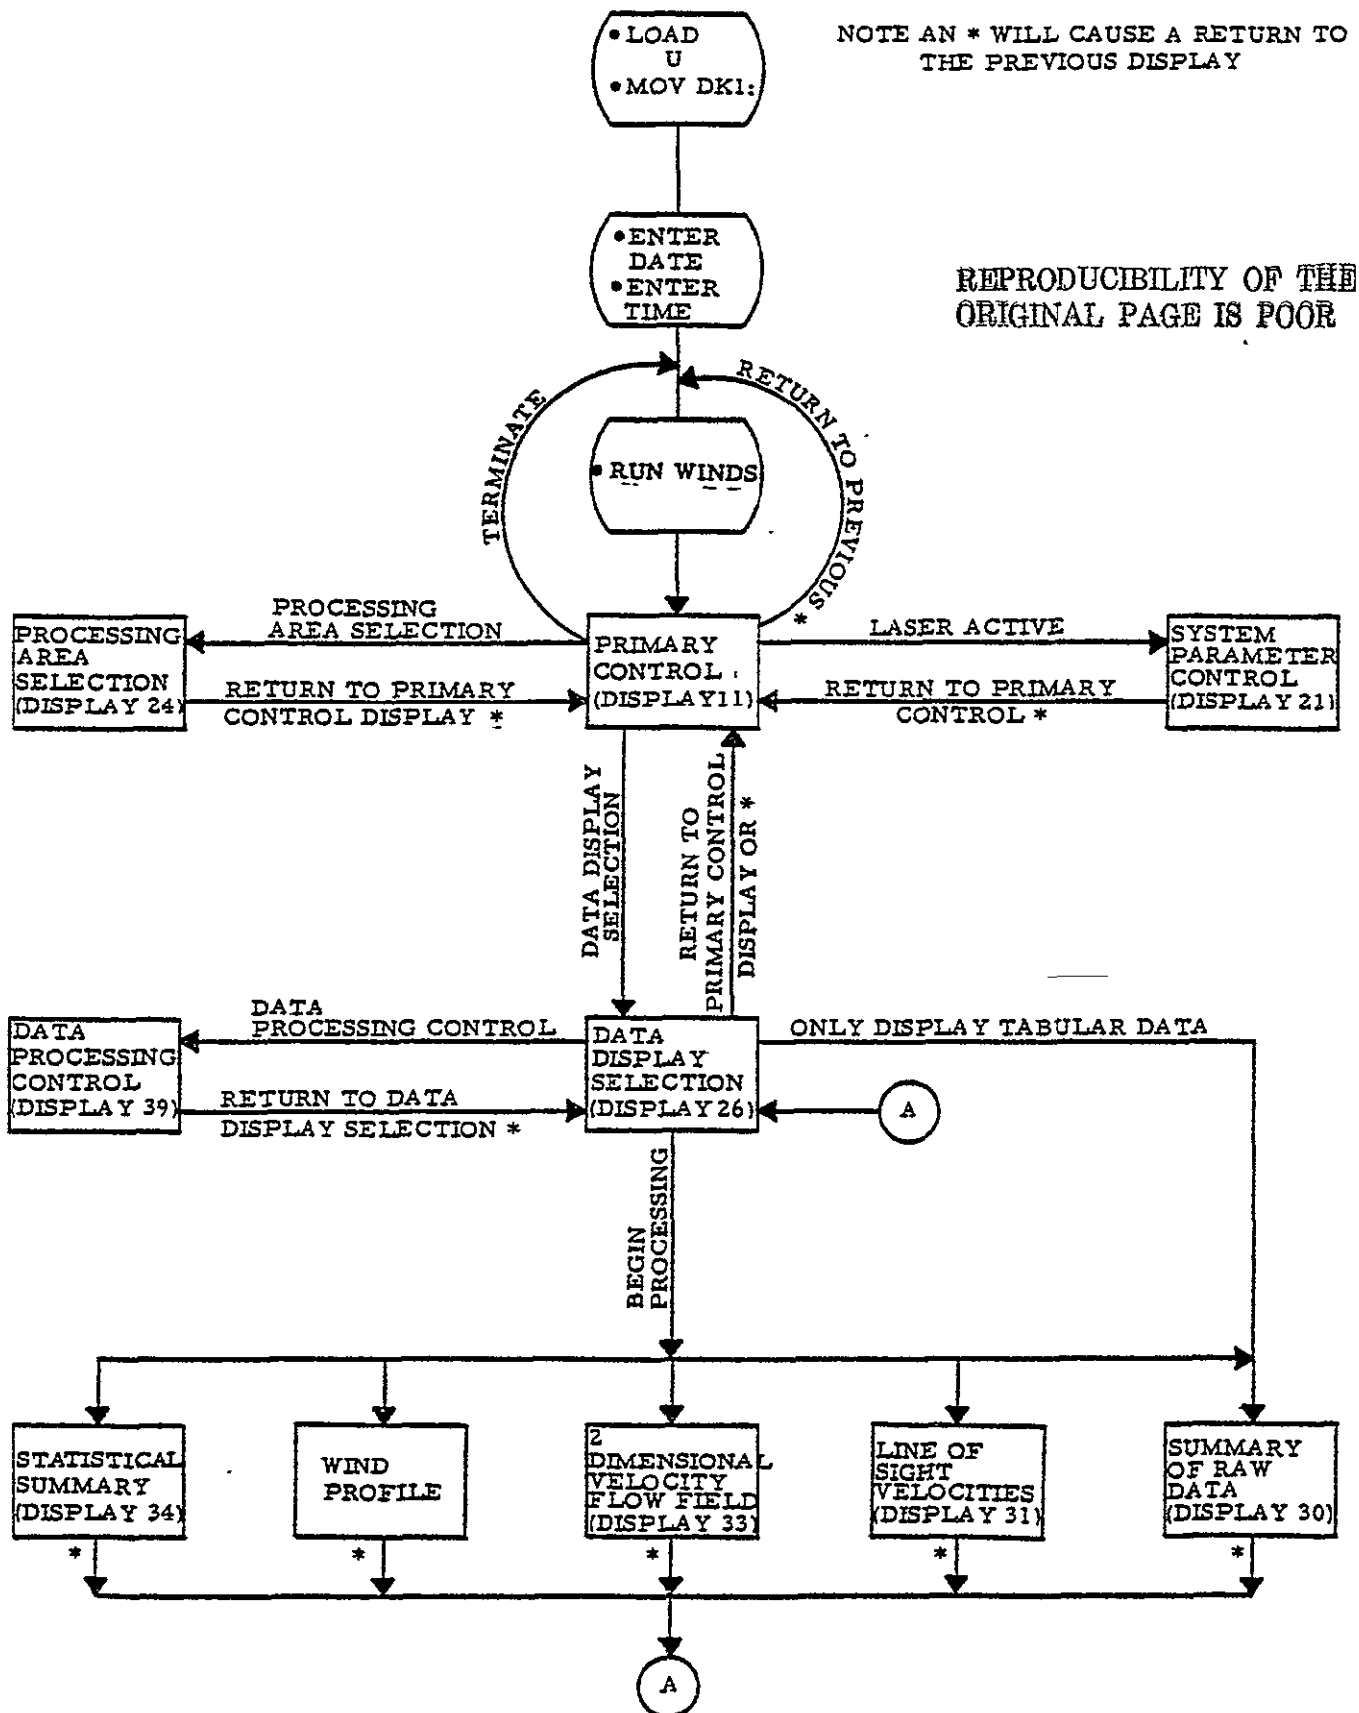 • LOAD
U
• MOV DK1:
NOTE AN * WILL CAUSE A RETURN TO
THE PREVIOUS DISPLAY
• ENTER
DATE
• ENTER
TIME
REPRODUCIBILITY OF THE
ORIGINAL PAGE IS POOR
TERMINATE
RETURN TO PREVIOUS *
• RUN WINDS
PROCESSING
AREA SELECTION
PROCESSING
AREA
SELECTION
(DISPLAY 24)
RETURN TO PRIMARY
CONTROL DISPLAY *
PRIMARY
CONTROL
(DISPLAY 11)
LASER ACTIVE
RETURN TO PRIMARY
CONTROL *
SYSTEM
PARAMETER
CONTROL
(DISPLAY 21)
DATA DISPLAY
SELECTION
RETURN TO
PRIMARY CONTROL
DISPLAY OR *
DATA
PROCESSING CONTROL
DATA
PROCESSING
CONTROL
(DISPLAY 39)
RETURN TO DATA
DISPLAY SELECTION *
DATA
DISPLAY
SELECTION
(DISPLAY 26)
ONLY DISPLAY TABULAR DATA
A
BEGIN
PROCESSING
STATISTICAL
SUMMARY
(DISPLAY 34)
WIND
PROFILE
2
DIMENSIONAL
VELOCITY
FLOW FIELD
(DISPLAY 33)
LINE OF
SIGHT
VELOCITIES
(DISPLAY 31)
SUMMARY
OF RAW
DATA
(DISPLAY 30)
* * * * *
A